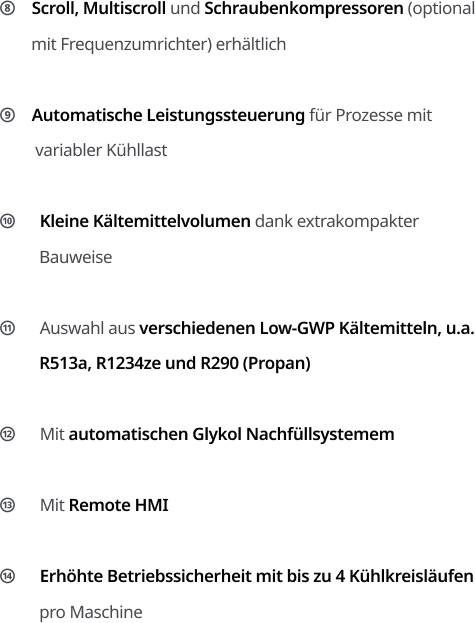 ⑧ Scroll, Multiscroll und Schraubenkompressoren (optional
mit Frequenzumrichter) erhältlich
⑨ Automatische Leistungssteuerung für Prozesse mit
variabler Kühllast
⑩ Kleine Kältemittelvolumen dank extrakompakter
Bauweise
⑪ Auswahl aus verschiedenen Low-GWP Kältemitteln, u.a.
R513a, R1234ze und R290 (Propan)
⑫ Mit automatischen Glykol Nachfüllsystemem
⑬ Mit Remote HMI
⑭ Erhöhte Betriebssicherheit mit bis zu 4 Kühlkreisläufen
pro Maschine